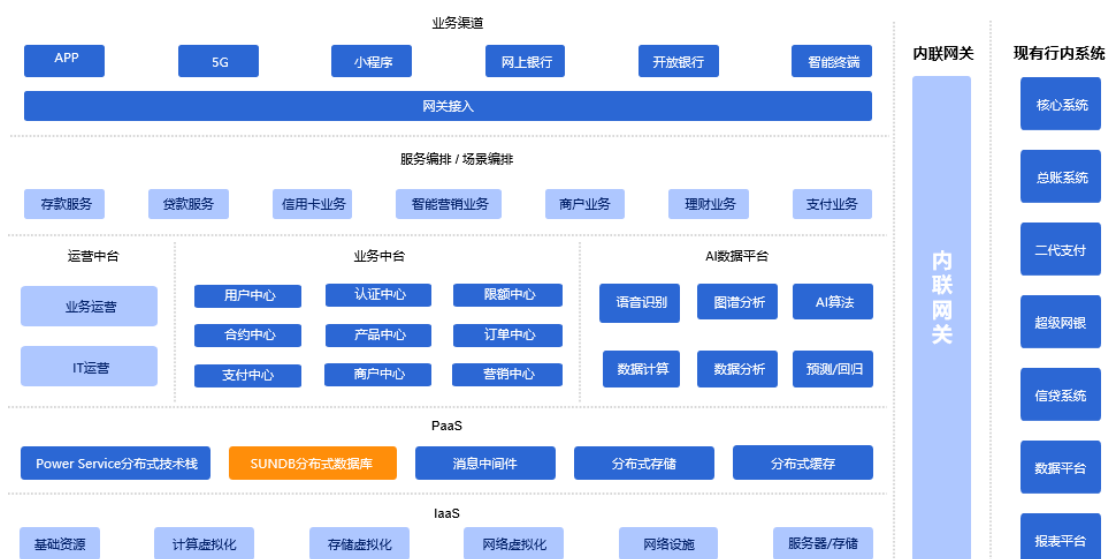 业务渠道
APP
5G
小程序
网上银行
开放银行
智能终端
网关接入
服务编排 / 场景编排
存款服务
贷款服务
信用卡业务
智能营销业务
商户业务
理财业务
支付业务
运营中台
业务运营
IT运营
业务中台
用户中心
认证中心
限额中心
合约中心
产品中心
订单中心
支付中心
商户中心
营销中心
AI数据平台
语音识别
图谱分析
AI算法
数据计算
数据分析
预测/回归
PaaS
Power Service分布式技术栈
SUNDB分布式数据库
消息中间件
分布式存储
分布式缓存
IaaS
基础资源
计算虚拟化
存储虚拟化
网络虚拟化
网络设施
服务器/存储
内联网关
内联网关
现有行内系统
核心系统
总账系统
二代支付
超级网银
信贷系统
数据平台
报表平台